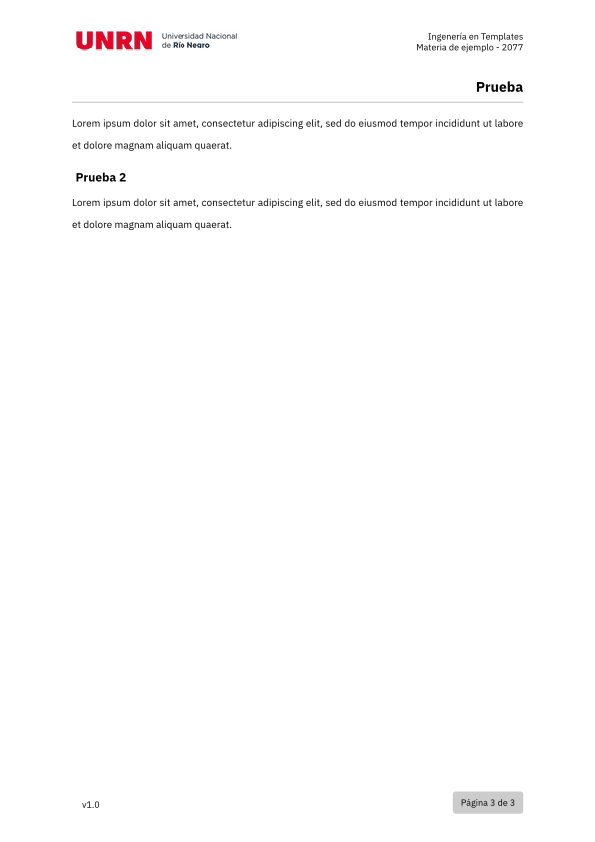 UNRN
Universidad Nacional
de Río Negro
Ingenería en Templates
Materia de ejemplo - 2077
Prueba
Lorem ipsum dolor sit amet, consectetur adipiscing elit, sed do eiusmod tempor incididunt ut labore
et dolore magnam aliquam quaerat.
Prueba 2
Lorem ipsum dolor sit amet, consectetur adipiscing elit, sed do eiusmod tempor incididunt ut labore
et dolore magnam aliquam quaerat.
v1.0
Página 3 de 3